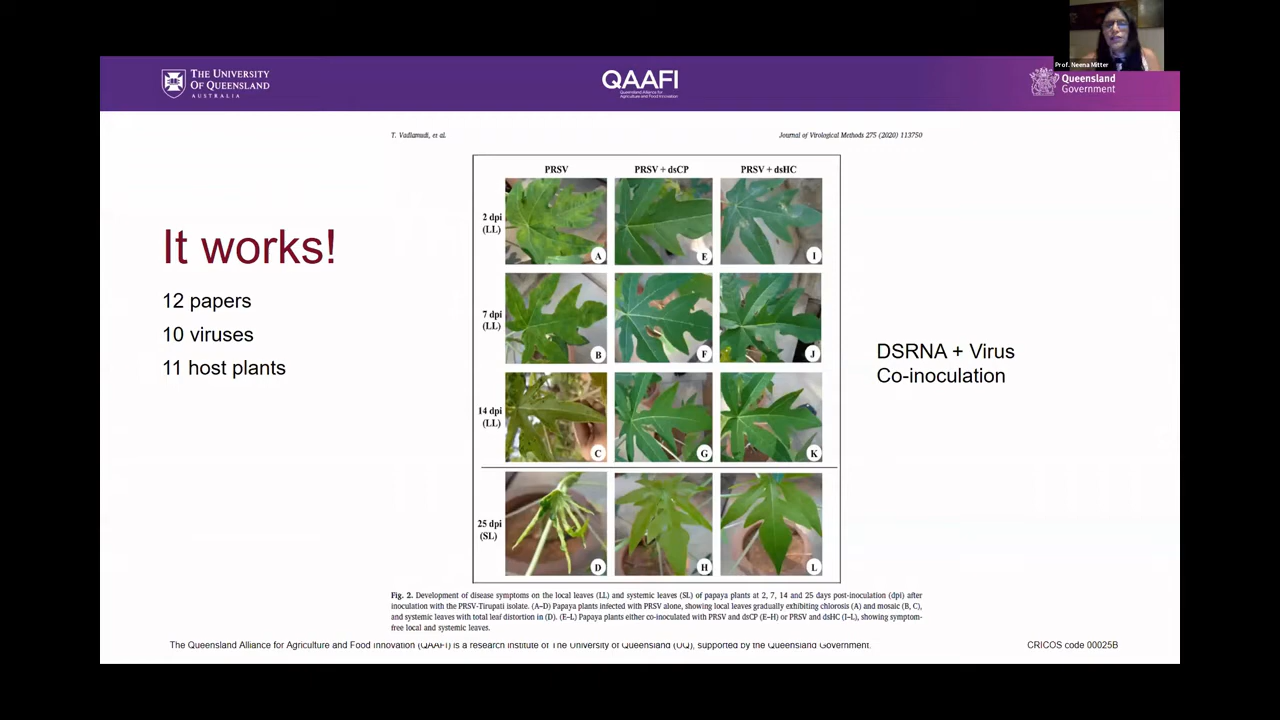 Prof. Neena Mitter
THE UNIVERSITY
OF QUEENSLAND
AUSTRALIA
QAAFI
Queensland Alliance for
Agriculture and Food Innovation
Queensland
Government
T. Vadlamudi, et al.
Journal of Virological Methods 275 (2020) 113750
PRSV
PRSV + dsCP
PRSV + dsHC
2 dpi
(LL)
A
E
I
It works!
12 papers
10 viruses
11 host plants
7 dpi
(LL)
B
F
J
DSRNA + Virus
Co-inoculation
14 dpi
(LL)
C
G
K
25 dpi
(SL)
D
H
L
Fig. 2. Development of disease symptoms on the local leaves (LL) and systemic leaves (SL) of papaya plants at 2, 7, 14 and 25 days post-inoculation (dpi) after
inoculation with the PRSV-Tirupati isolate. (A–D) Papaya plants infected with PRSV alone, showing local leaves gradually exhibiting chlorosis (A) and mosaic (B, C),
and systemic leaves with total leaf distortion in (D). (E–L) Papaya plants either co-inoculated with PRSV and dsCP (E–H) or PRSV and dsHC (I–L), showing symptom-
free local and systemic leaves.
The Queensland Alliance for Agriculture and Food Innovation (QAAFI) is a research institute of The University of Queensland (UQ), supported by the Queensland Government.
CRICOS code 00025B